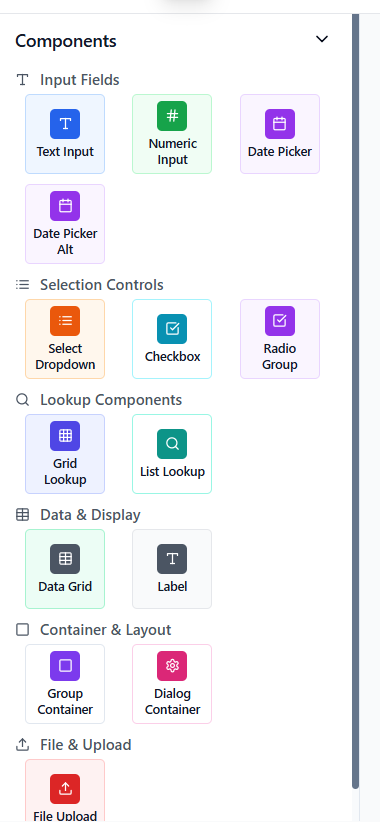 Components
Input Fields
Text Input
Numeric
Input
Date Picker
Date Picker
Alt
Selection Controls
Select
Dropdown
Checkbox
Radio
Group
Lookup Components
Grid
Lookup
List Lookup
Data & Display
Data Grid
Label
Container & Layout
Group
Container
Dialog
Container
File & Upload
File Upload